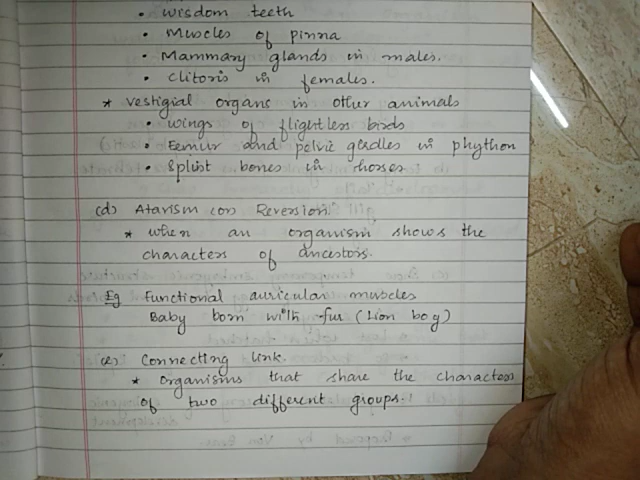 • wisdom teeth
• Muscles of pinna
• Mammary glands in males.
• clitoris in females.
* vestigial organs in other animals
• wings of flightless birds
• Femur and pelvic girdles in phython
• Splint bones in horses
(d) Atavism (or) Reversion.
* when an organism shows the
characters of ancestors.
Eg Functional auricular muscles
Baby born with fur (Lion boy)
(e) Connecting link.
* Organisms that share the characters
of two different groups.